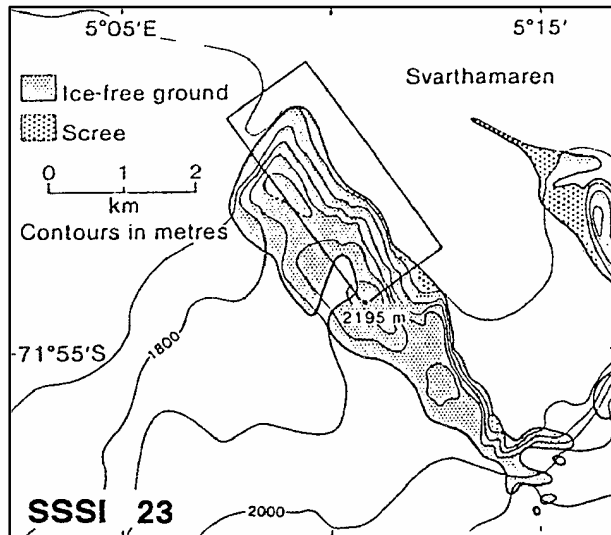 5°05'E 5°15'
Svarthamaren
Ice-free ground
Scree
0 1 2
km
Contours in metres
2195 m
71°55'S
1800
2000
SSSI 23